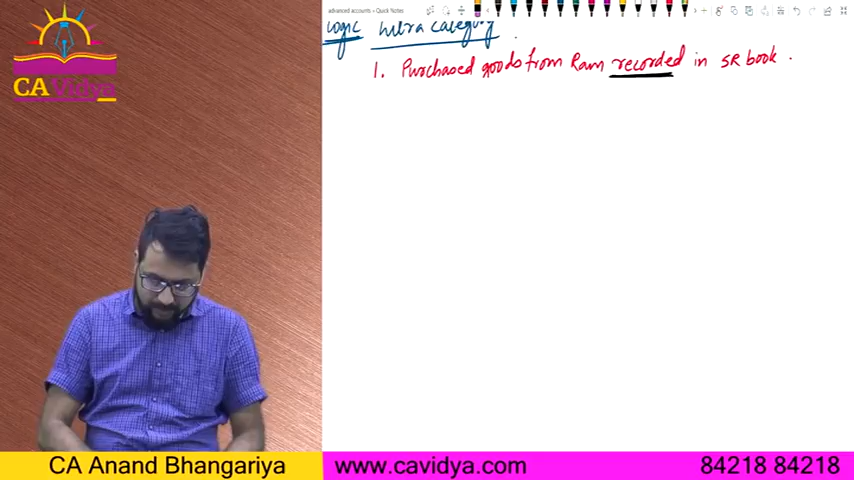 advanced accounts – Quick Notes
Logic Intra category
1. Purchased goods from Ram recorded in SR book.
CA Vidya
CA Anand Bhangariya www.cavidya.com 84218 84218